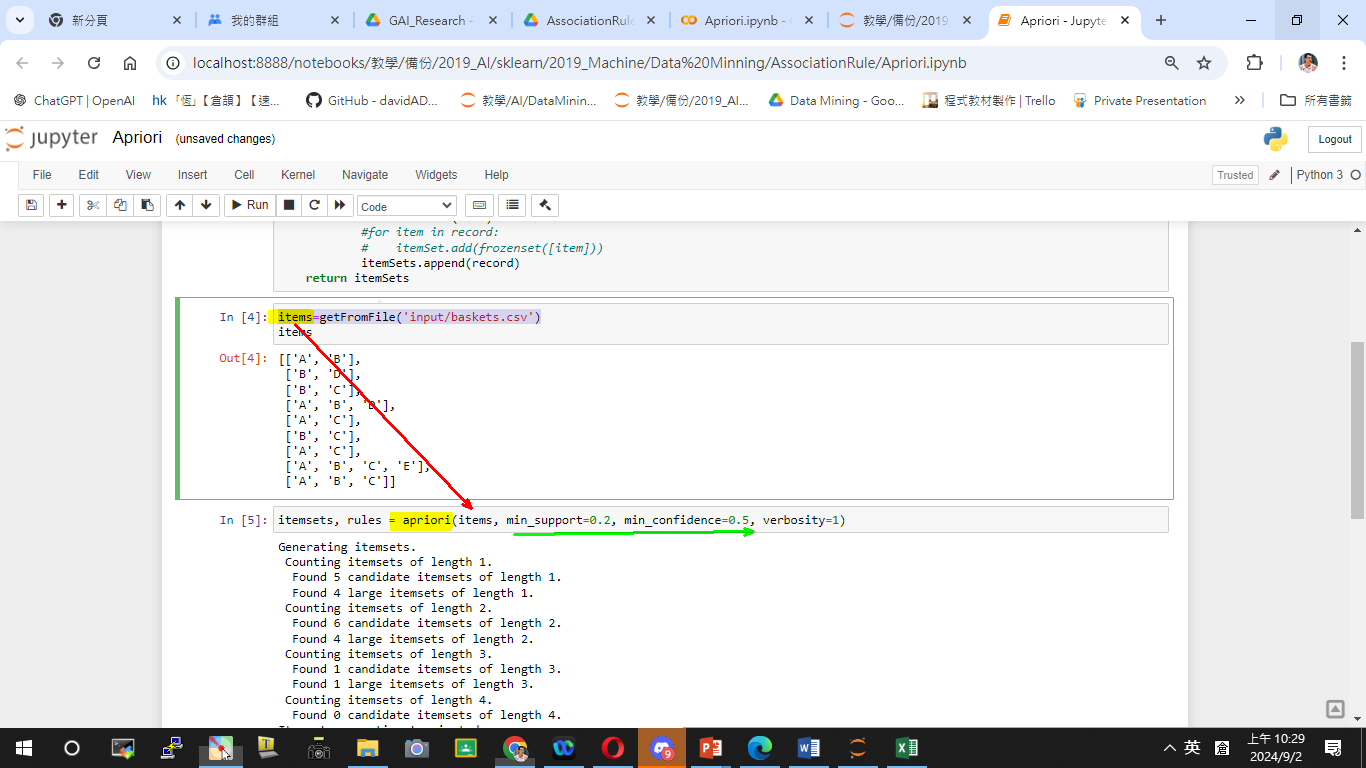 新分頁
我的群組
GAI_Research -
AssociationRule
Apriori.ipynb -
教學/備份/2019
Apriori - Jupyte
localhost:8888/notebooks/教學/備份/2019_AI/sklearn/2019_Machine/Data%20Minning/AssociationRule/Apriori.ipynb
ChatGPT | OpenAI
hk 「恆」【倉頡】【速...
GitHub - davidAD...
教學/AI/DataMinin...
教學/備份/2019_AI...
Data Mining - Goo...
程式教材製作 | Trello
Private Presentation
所有書籤
jupyter Apriori (unsaved changes)
Logout
File Edit View Insert Cell Kernel Navigate Widgets Help
Trusted
Python 3
Run
Code
#for item in record:
#    itemSet.add(frozenset([item]))
itemSets.append(record)
return itemSets
In [4]: items=getFromFile('input/baskets.csv')
items
Out[4]: [['A', 'B'],
['B', 'D'],
['B', 'C'],
['A', 'B', 'D'],
['A', 'C'],
['B', 'C'],
['A', 'C'],
['A', 'B', 'C', 'E'],
['A', 'B', 'C']]
In [5]: itemsets, rules = apriori(items, min_support=0.2, min_confidence=0.5, verbosity=1)
Generating itemsets.
Counting itemsets of length 1.
Found 5 candidate itemsets of length 1.
Found 4 large itemsets of length 1.
Counting itemsets of length 2.
Found 6 candidate itemsets of length 2.
Found 4 large itemsets of length 2.
Counting itemsets of length 3.
Found 1 candidate itemsets of length 3.
Found 1 large itemsets of length 3.
Counting itemsets of length 4.
Found 0 candidate itemsets of length 4.
英
倉
上午 10:29
2024/9/2